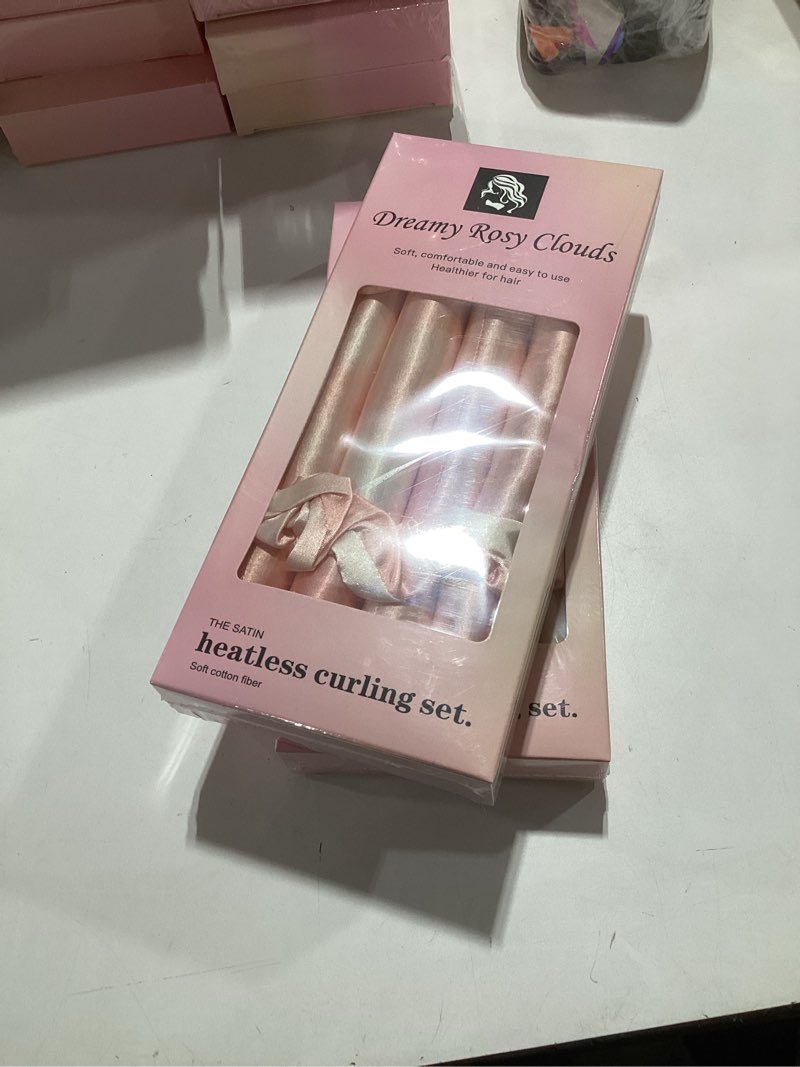 Dreamy Rosy Clouds
Soft, comfortable and easy to use
Healthier for hair
THE SATIN
heatless curling set.
Soft cotton fiber
, set.